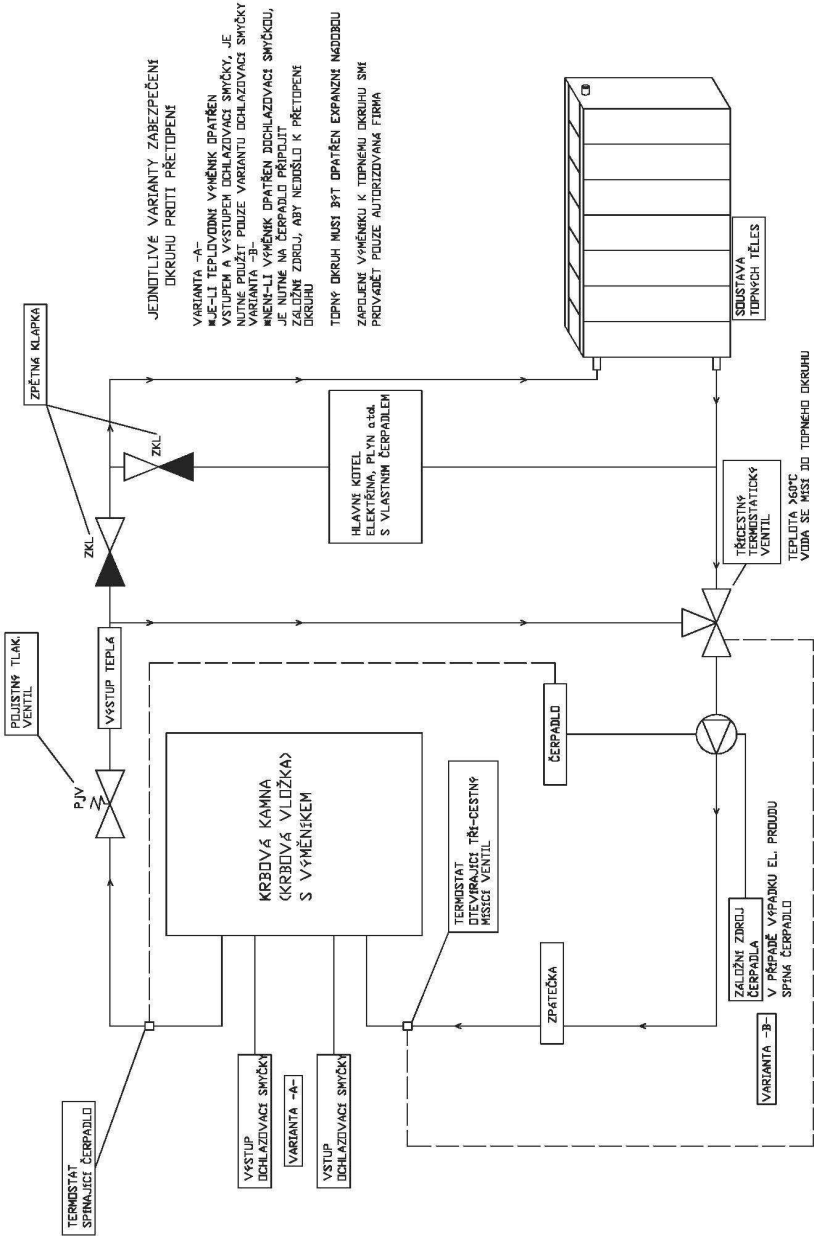 JEDNOTLIVÉ VARIANTY ZABEZPEČENÍ
OKRUHU PROTI PŘETOPENÍ
VARIANTA -A-
*JE-LI TEPLOVODNÍ VÝMĚNÍK OPATŘEN
VSTUPEM A VÝSTUPEM OCHLAZOVACÍ SMYČKY, JE
NUTNÉ POUŽÍT POUZE VARIANTU OCHLAZOVACÍ SMYČKY
VARIANTA -B-
*NENÍ-LI VÝMĚNÍK OPATŘEN DOCHLAZOVACÍ SMYČKOU,
JE NUTNÉ NA ČERPADLO PŘIPOJIT
ZÁLOŽNÍ ZDROJ, ABY NEDOŠLO K PŘETOPENÍ
OKRUHU
TOPNÝ OKRUH MUSÍ BÝT OPATŘEN EXPANZNÍ NÁDOBOU
ZAPOJENÍ VÝMĚNÍKU K TOPNÉMU OKRUHU SMÍ
PROVÁDĚT POUZE AUTORIZOVANÁ FIRMA
TERMOSTAT
SPÍNAJÍCÍ ČERPADLO
POJISTNÝ TLAK.
VENTIL
PJV
VÝSTUP TEPLÁ
ZKL
ZPĚTNÁ KLAPKA
ZKL
VÝSTUP
OCHLAZOVACÍ SMYČKY
VARIANTA -A-
VSTUP
OCHLAZOVACÍ SMYČKY
KRBOVÁ KAMNA
(KRBOVÁ VLOŽKA)
S VÝMĚNÍKEM
HLAVNÍ KOTEL
ELEKTŘINA, PLYN atd.
S VLASTNÍM ČERPADLEM
TERMOSTAT
OTEVÍRAJÍCÍ TŘÍ-CESTNÝ
MÍSÍCÍ VENTIL
ČERPADLO
ZPÁTEČKA
SOUSTAVA
TOPNÝCH TĚLES
TŘÍCESTNÝ
TERMOSTATICKÝ
VENTIL
TEPLOTA >60°C
VODA SE MÍSÍ DO TOPNÉHO OKRUHU
ZÁLOŽNÍ ZDROJ
ČERPADLA
V PŘÍPADĚ VÝPADKU EL. PROUDU
SPÍNÁ ČERPADLO
VARIANTA -B-